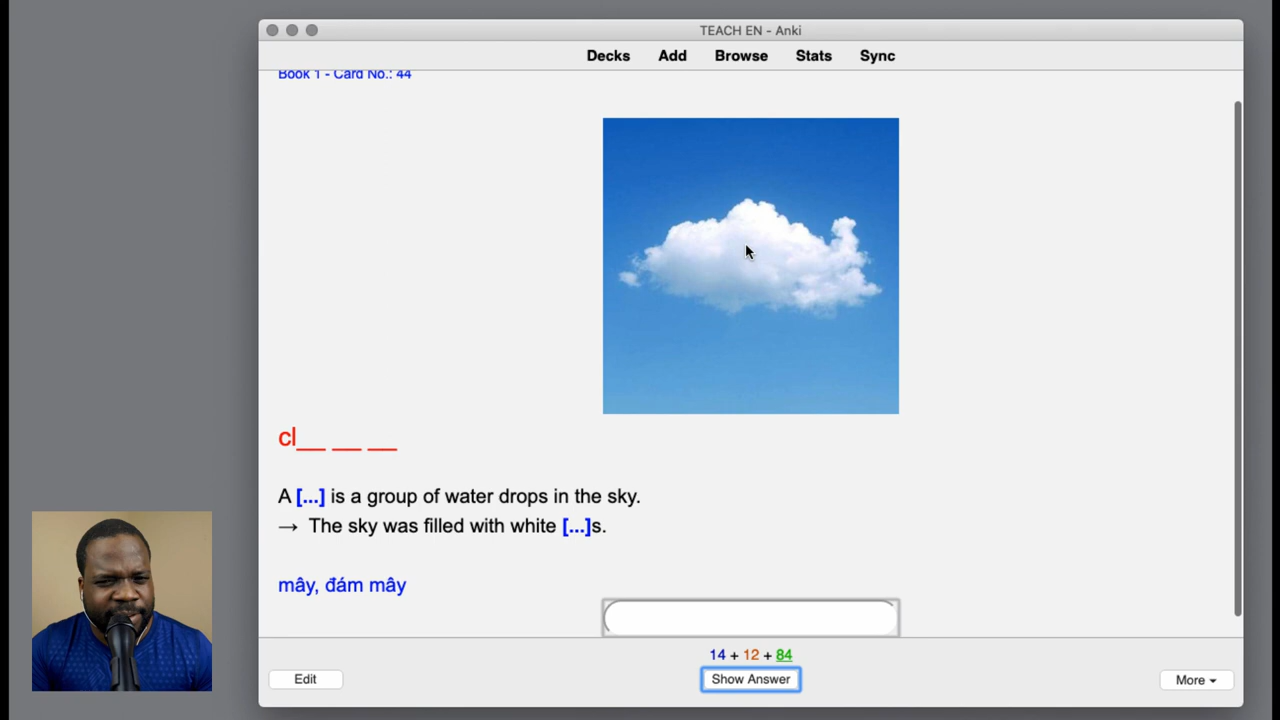 TEACH EN - Anki
Decks Add Browse Stats Sync
Book 1 - Card No.: 44
cl__ __ __
A [...] is a group of water drops in the sky.
→ The sky was filled with white [...]s.
mây, đám mây
14 + 12 + 84
Edit Show Answer More